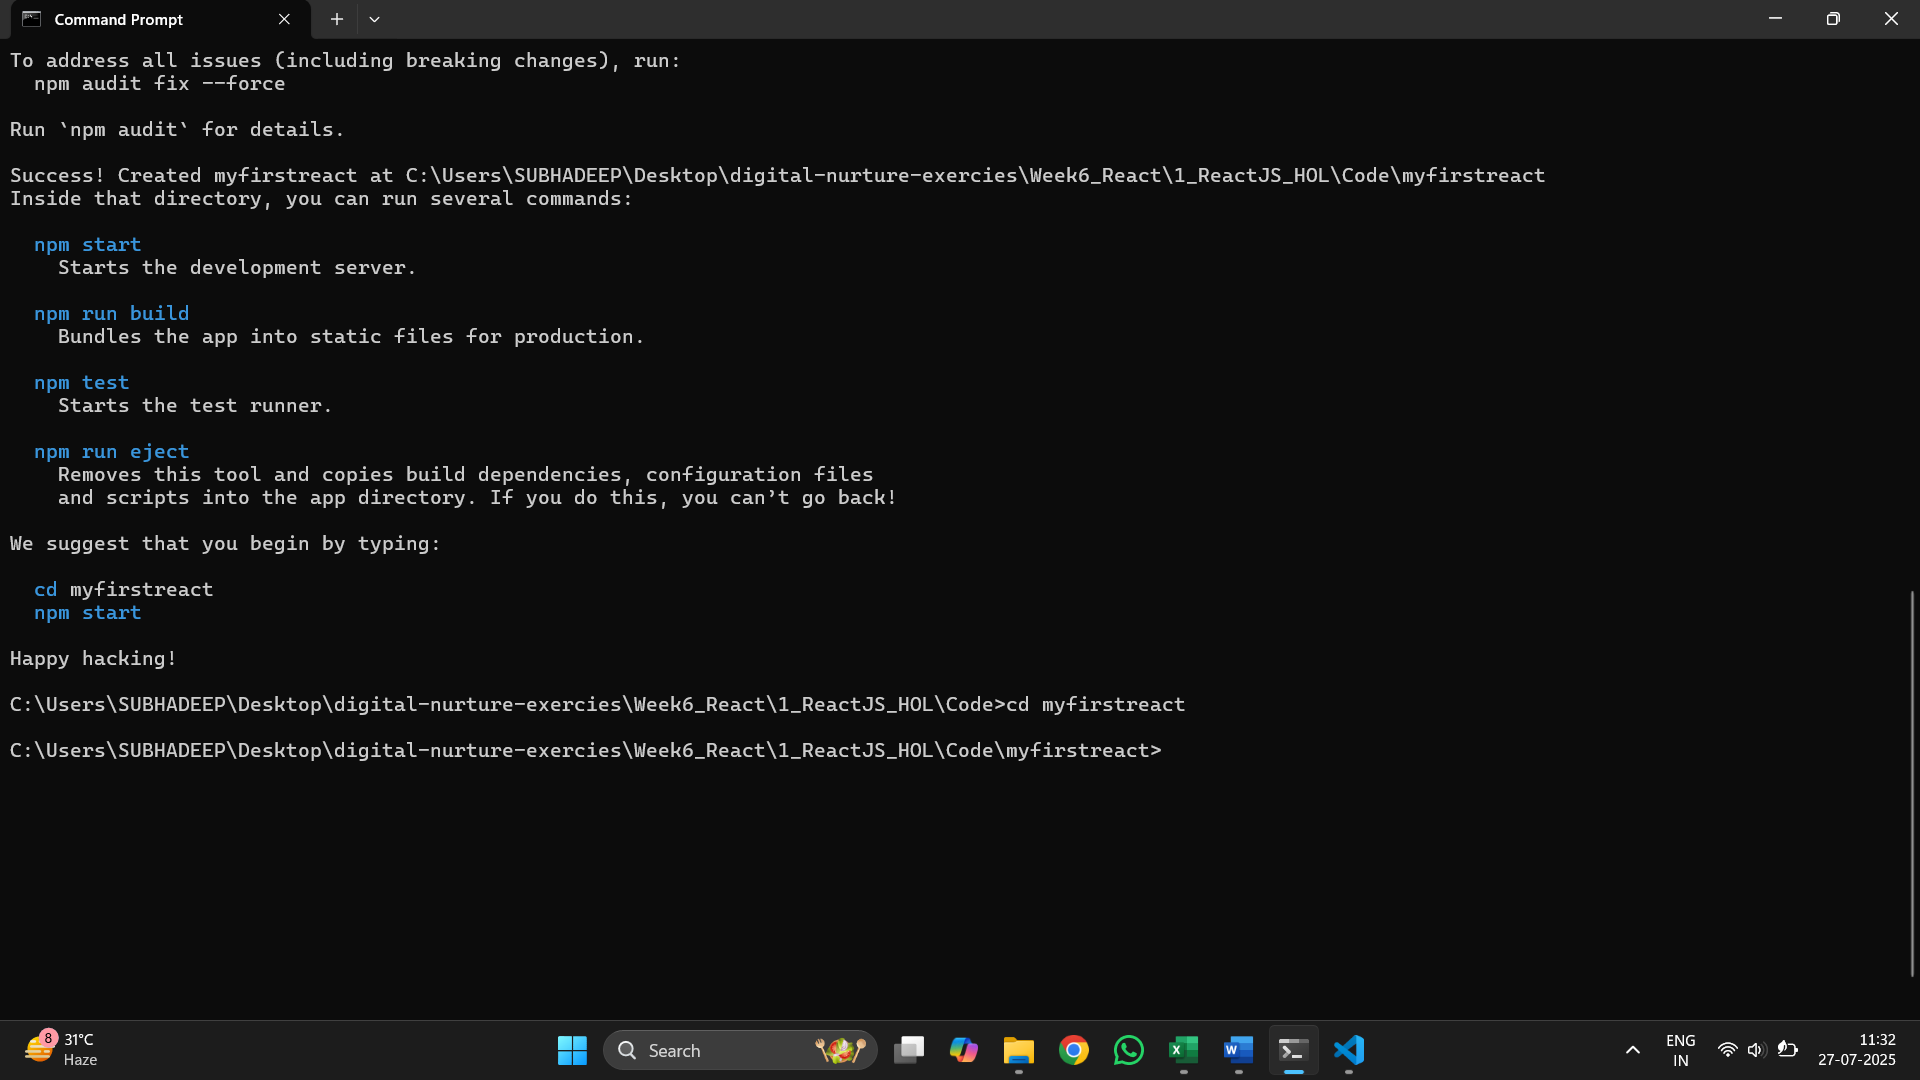 Command Prompt
To address all issues (including breaking changes), run:
npm audit fix --force
Run `npm audit` for details.
Success! Created myfirstreact at C:\Users\SUBHADEEP\Desktop\digital-nurture-exercies\Week6_React\1_ReactJS_HOL\Code\myfirstreact
Inside that directory, you can run several commands:
npm start
Starts the development server.
npm run build
Bundles the app into static files for production.
npm test
Starts the test runner.
npm run eject
Removes this tool and copies build dependencies, configuration files
and scripts into the app directory. If you do this, you can’t go back!
We suggest that you begin by typing:
cd myfirstreact
npm start
Happy hacking!
C:\Users\SUBHADEEP\Desktop\digital-nurture-exercies\Week6_React\1_ReactJS_HOL\Code>cd myfirstreact
C:\Users\SUBHADEEP\Desktop\digital-nurture-exercies\Week6_React\1_ReactJS_HOL\Code\myfirstreact>
8
31°C
Haze
Search
ENG
IN
11:32
27-07-2025